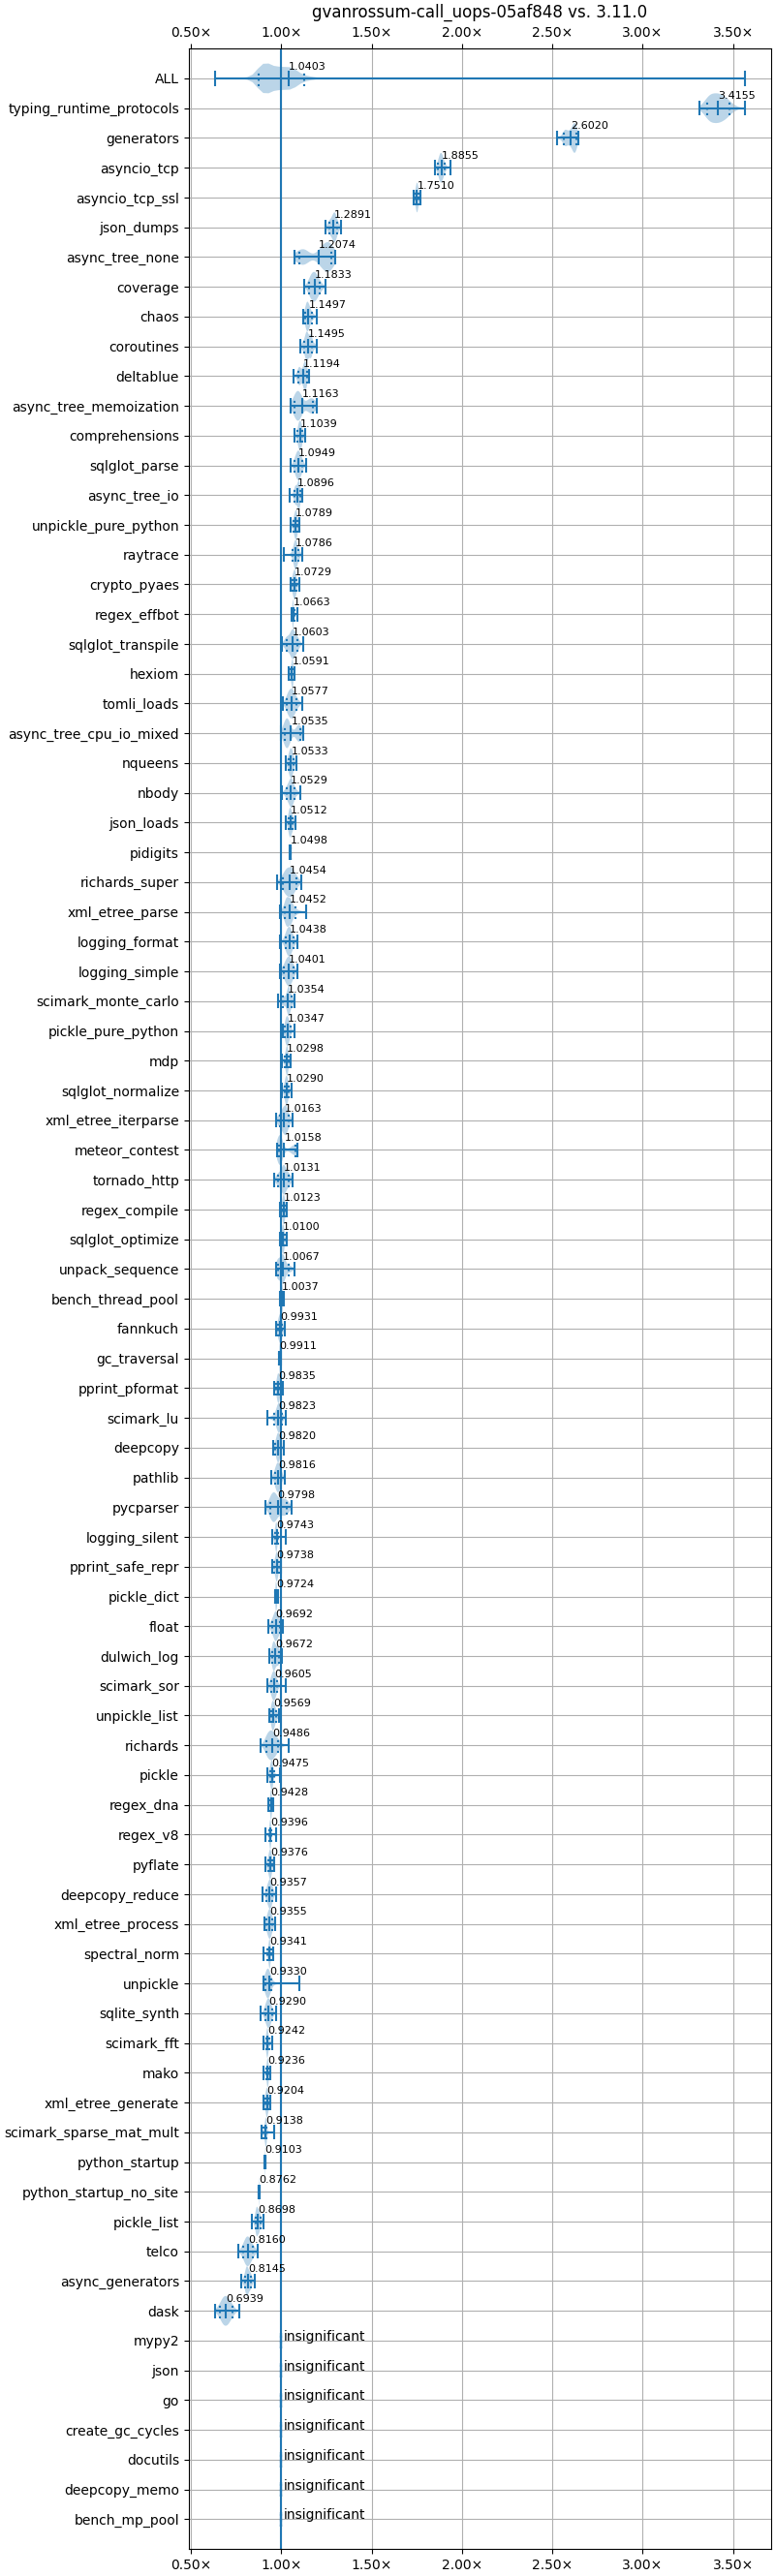 gvanrossum-call_uops-05af848 vs. 3.11.0
0.50× 1.00× 1.50× 2.00× 2.50× 3.00× 3.50×
ALL 1.0403
typing_runtime_protocols 3.4155
generators 2.6020
asyncio_tcp 1.8855
asyncio_tcp_ssl 1.7510
json_dumps 1.2891
async_tree_none 1.2074
coverage 1.1833
chaos 1.1497
coroutines 1.1495
deltablue 1.1194
async_tree_memoization 1.1163
comprehensions 1.1039
sqlglot_parse 1.0949
async_tree_io 1.0896
unpickle_pure_python 1.0789
raytrace 1.0786
crypto_pyaes 1.0729
regex_effbot 1.0663
sqlglot_transpile 1.0603
hexiom 1.0591
tomli_loads 1.0577
async_tree_cpu_io_mixed 1.0535
nqueens 1.0533
nbody 1.0529
json_loads 1.0512
pidigits 1.0498
richards_super 1.0454
xml_etree_parse 1.0452
logging_format 1.0438
logging_simple 1.0401
scimark_monte_carlo 1.0354
pickle_pure_python 1.0347
mdp 1.0298
sqlglot_normalize 1.0290
xml_etree_iterparse 1.0163
meteor_contest 1.0158
tornado_http 1.0131
regex_compile 1.0123
sqlglot_optimize 1.0100
unpack_sequence 1.0067
bench_thread_pool 1.0037
fannkuch 0.9931
gc_traversal 0.9911
pprint_pformat 0.9835
scimark_lu 0.9823
deepcopy 0.9820
pathlib 0.9816
pycparser 0.9798
logging_silent 0.9743
pprint_safe_repr 0.9738
pickle_dict 0.9724
float 0.9692
dulwich_log 0.9672
scimark_sor 0.9605
unpickle_list 0.9569
richards 0.9486
pickle 0.9475
regex_dna 0.9428
regex_v8 0.9396
pyflate 0.9376
deepcopy_reduce 0.9357
xml_etree_process 0.9355
spectral_norm 0.9341
unpickle 0.9330
sqlite_synth 0.9290
scimark_fft 0.9242
mako 0.9236
xml_etree_generate 0.9204
scimark_sparse_mat_mult 0.9138
python_startup 0.9103
python_startup_no_site 0.8762
pickle_list 0.8698
telco 0.8160
async_generators 0.8145
dask 0.6939
mypy2 insignificant
json insignificant
go insignificant
create_gc_cycles insignificant
docutils insignificant
deepcopy_memo insignificant
bench_mp_pool insignificant
0.50× 1.00× 1.50× 2.00× 2.50× 3.00× 3.50×